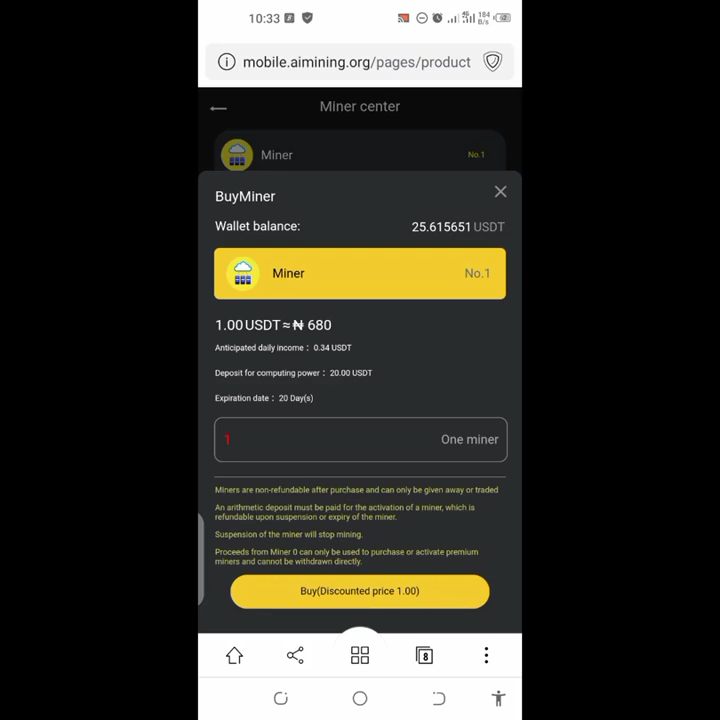 10:33
184
B/s
mobile.aimining.org/pages/product
Miner center
Miner No.1
BuyMiner
Wallet balance: 25.615651 USDT
Miner No.1
1.00 USDT ≈ ₦ 680
Anticipated daily income : 0.34 USDT
Deposit for computing power : 20.00 USDT
Expiration date : 20 Day(s)
1 One miner
Miners are non-refundable after purchase and can only be given away or traded
An arithmetic deposit must be paid for the activation of a miner, which is
refundable upon suspension or expiry of the miner.
Suspension of the miner will stop mining.
Proceeds from Miner 0 can only be used to purchase or activate premium
miners and cannot be withdrawn directly.
Buy(Discounted price 1.00)
8